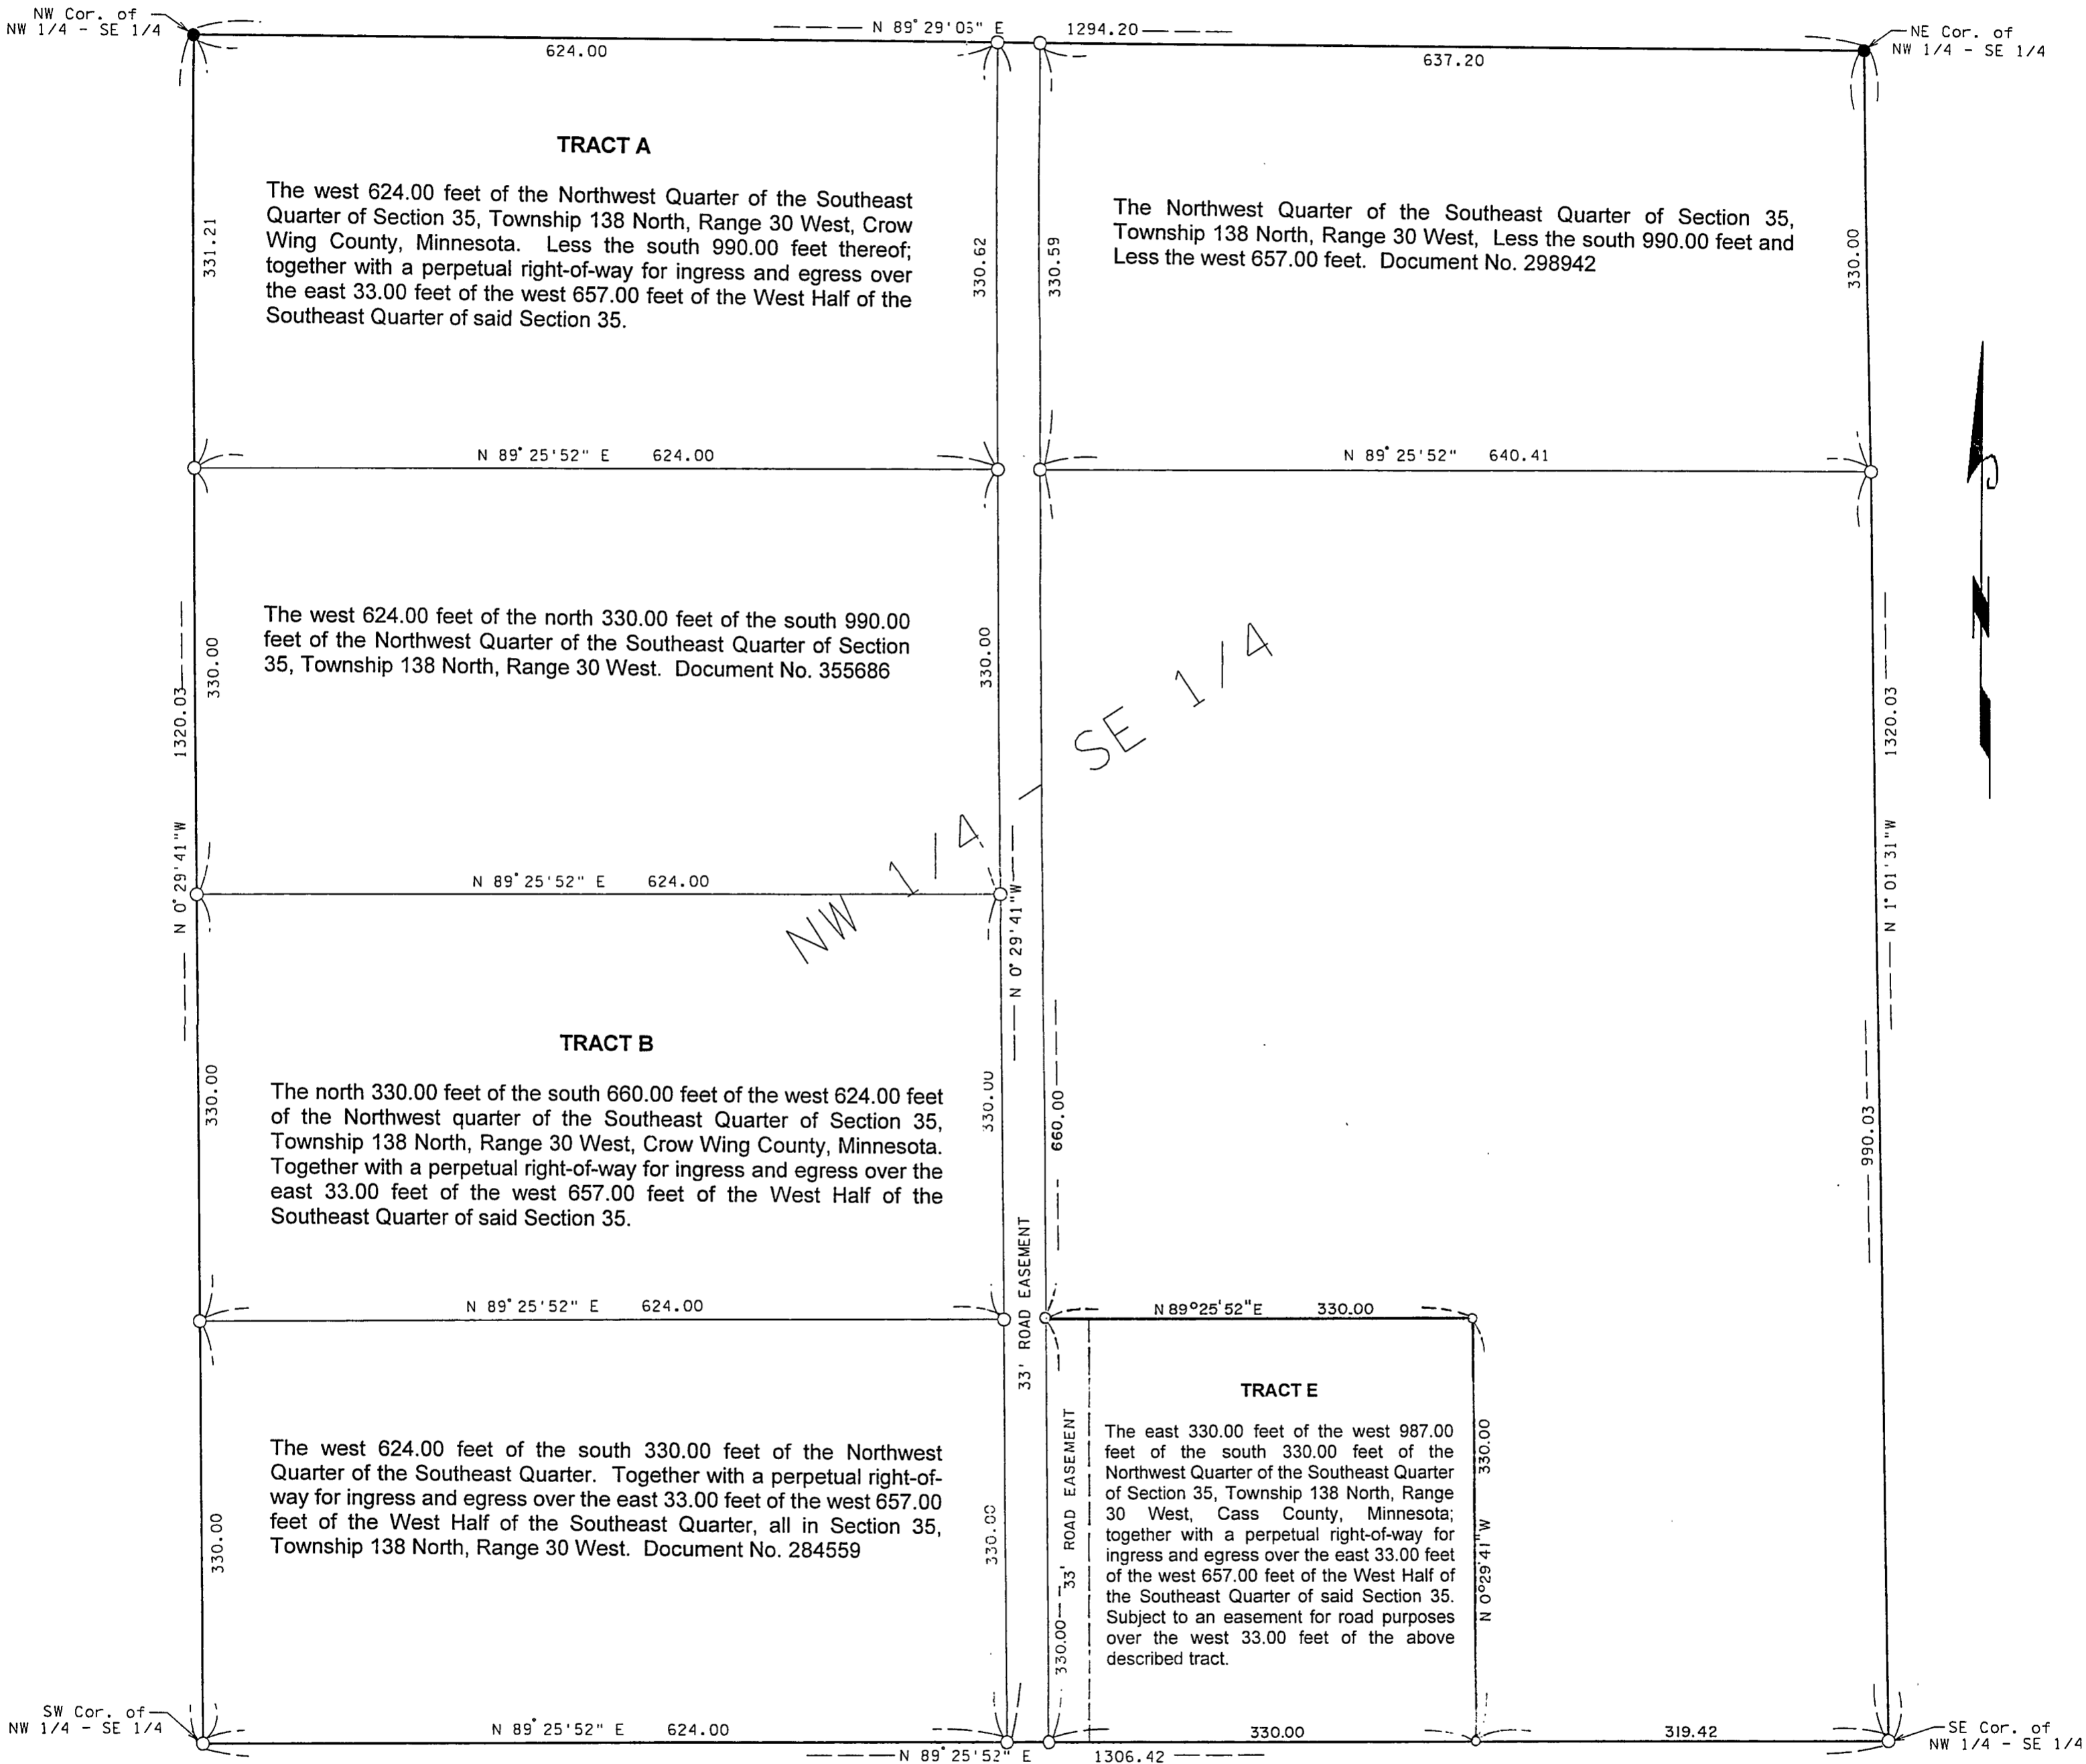 NW Cor. of
NW 1/4 - SE 1/4
N 89° 29'05" E 1294.20
NE Cor. of
NW 1/4 - SE 1/4
624.00
637.20
TRACT A
The west 624.00 feet of the Northwest Quarter of the Southeast
Quarter of Section 35, Township 138 North, Range 30 West, Crow
Wing County, Minnesota. Less the south 990.00 feet thereof;
together with a perpetual right-of-way for ingress and egress over
the east 33.00 feet of the west 657.00 feet of the West Half of the
Southeast Quarter of said Section 35.
331.21
330.62
330.59
The Northwest Quarter of the Southeast Quarter of Section 35,
Township 138 North, Range 30 West, Less the south 990.00 feet and
Less the west 657.00 feet. Document No. 298942
330.00
N 89° 25'52" E 624.00
N 89° 25'52" 640.41
N
The west 624.00 feet of the north 330.00 feet of the south 990.00
feet of the Northwest Quarter of the Southeast Quarter of Section
35, Township 138 North, Range 30 West. Document No. 355686
N 0° 29'41"W 1320.03
330.00
330.00
NW 1/4 - SE 1/4
N 1° 01'31"W 1320.03
N 89° 25'52" E 624.00
N 0° 29'41"W
TRACT B
The north 330.00 feet of the south 660.00 feet of the west 624.00 feet
of the Northwest quarter of the Southeast Quarter of Section 35,
Township 138 North, Range 30 West, Crow Wing County, Minnesota.
Together with a perpetual right-of-way for ingress and egress over the
east 33.00 feet of the west 657.00 feet of the West Half of the
Southeast Quarter of said Section 35.
330.00
330.00
660.00
990.03
33' ROAD EASEMENT
N 89° 25'52" E 624.00
N 89°25'52"E 330.00
The west 624.00 feet of the south 330.00 feet of the Northwest
Quarter of the Southeast Quarter. Together with a perpetual right-of-
way for ingress and egress over the east 33.00 feet of the west 657.00
feet of the West Half of the Southeast Quarter, all in Section 35,
Township 138 North, Range 30 West. Document No. 284559
330.00
330.00
330.00
33' ROAD EASEMENT
TRACT E
The east 330.00 feet of the west 987.00
feet of the south 330.00 feet of the
Northwest Quarter of the Southeast Quarter
of Section 35, Township 138 North, Range
30 West, Cass County, Minnesota;
together with a perpetual right-of-way for
ingress and egress over the east 33.00 feet
of the west 657.00 feet of the West Half of
the Southeast Quarter of said Section 35.
Subject to an easement for road purposes
over the west 33.00 feet of the above
described tract.
N 0°29'41"W 330.00
SW Cor. of
NW 1/4 - SE 1/4
N 89° 25'52" E 624.00
330.00
319.42
N 89° 25'52" E 1306.42
SE Cor. of
NW 1/4 - SE 1/4